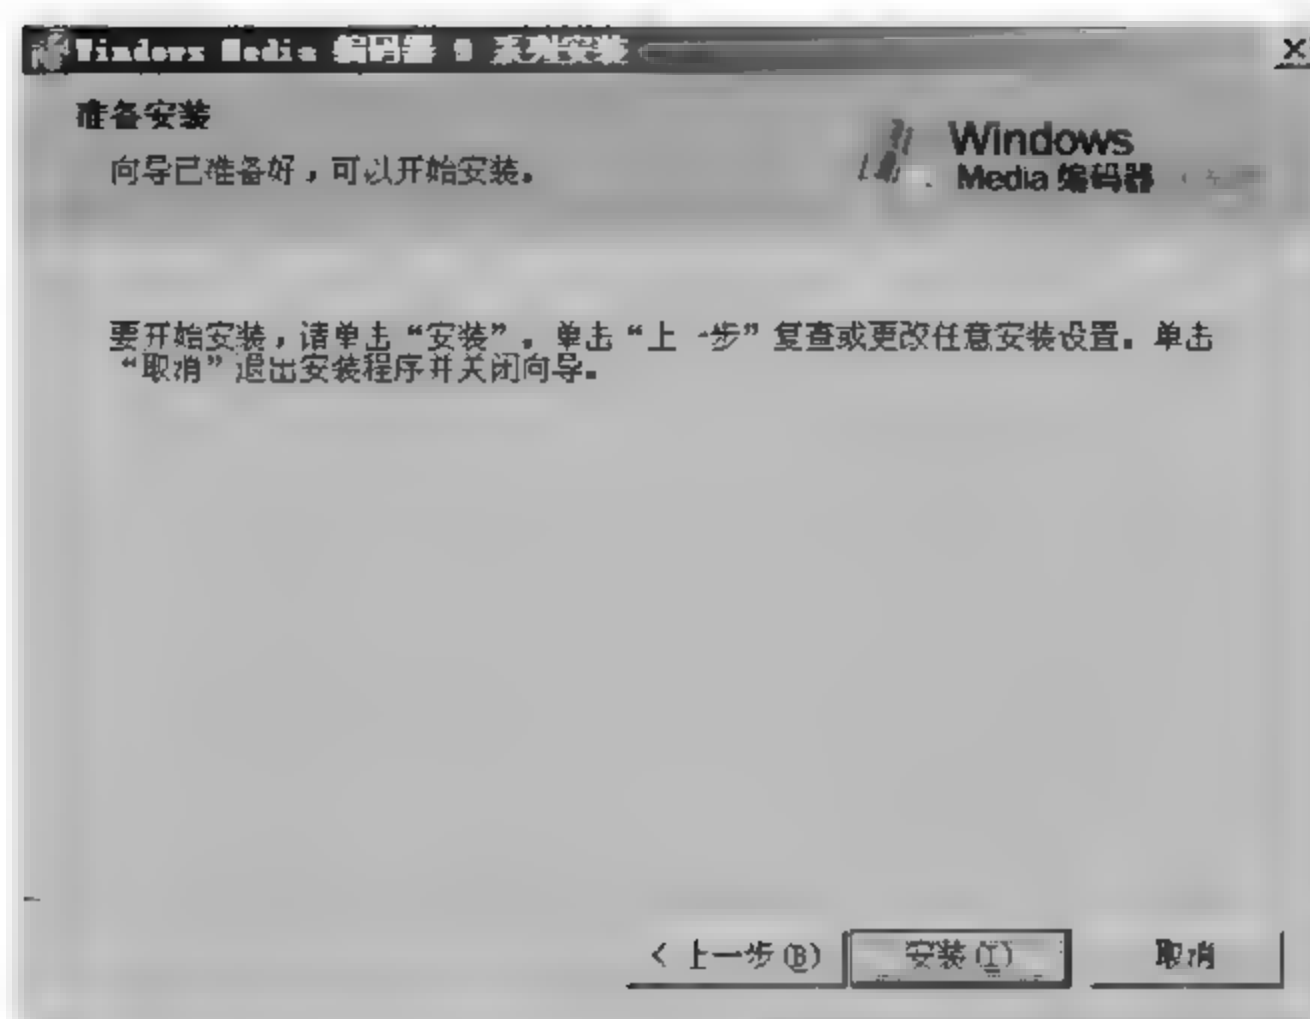 Windows Media 编码器 9 系列安装
准备安装
向导已准备好，可以开始安装。
Windows
Media 编码器
要开始安装，请单击“安装”。单击“上一步”复查或更改任意安装设置。单击
“取消”退出安装程序并关闭向导。
< 上一步(B)
安装(I)
取消